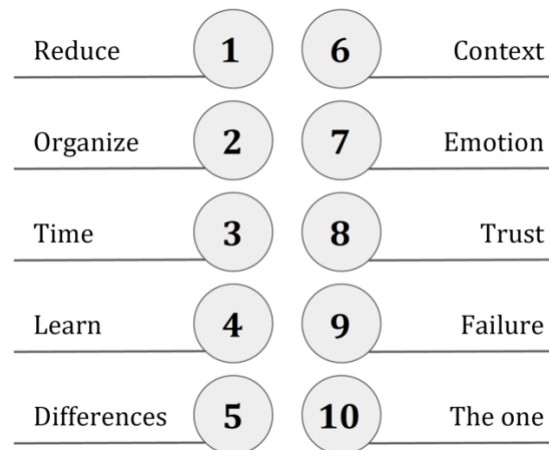 Reduce 1
Organize 2
Time 3
Learn 4
Differences 5
6 Context
7 Emotion
8 Trust
9 Failure
10 The one